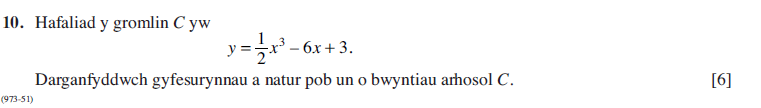 10. Hafaliad y gromlin C yw
y = 1/2 x³ – 6x + 3.
Darganfyddwch gyfesurynnau a natur pob un o bwyntiau arhosol C. [6]
(973-51)